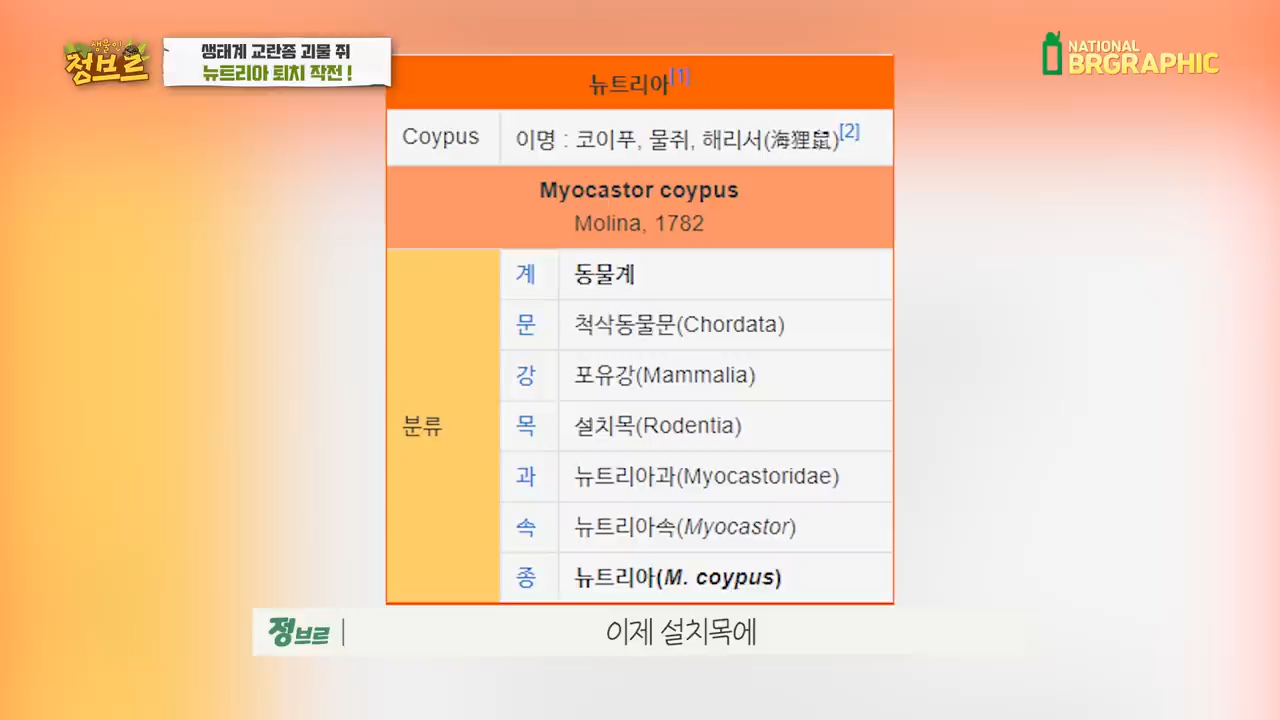 생물인
정브르
생태계 교란종 괴물 쥐
뉴트리아 퇴치 작전!
NATIONAL
BRGRAPHIC
뉴트리아[1]
Coypus
이명 : 코이푸, 물쥐, 해리서(海狸鼠)[2]
Myocastor coypus
Molina, 1782
분류
계 동물계
문 척삭동물문(Chordata)
강 포유강(Mammalia)
목 설치목(Rodentia)
과 뉴트리아과(Myocastoridae)
속 뉴트리아속(Myocastor)
종 뉴트리아(M. coypus)
정브르 | 이제 설치목에